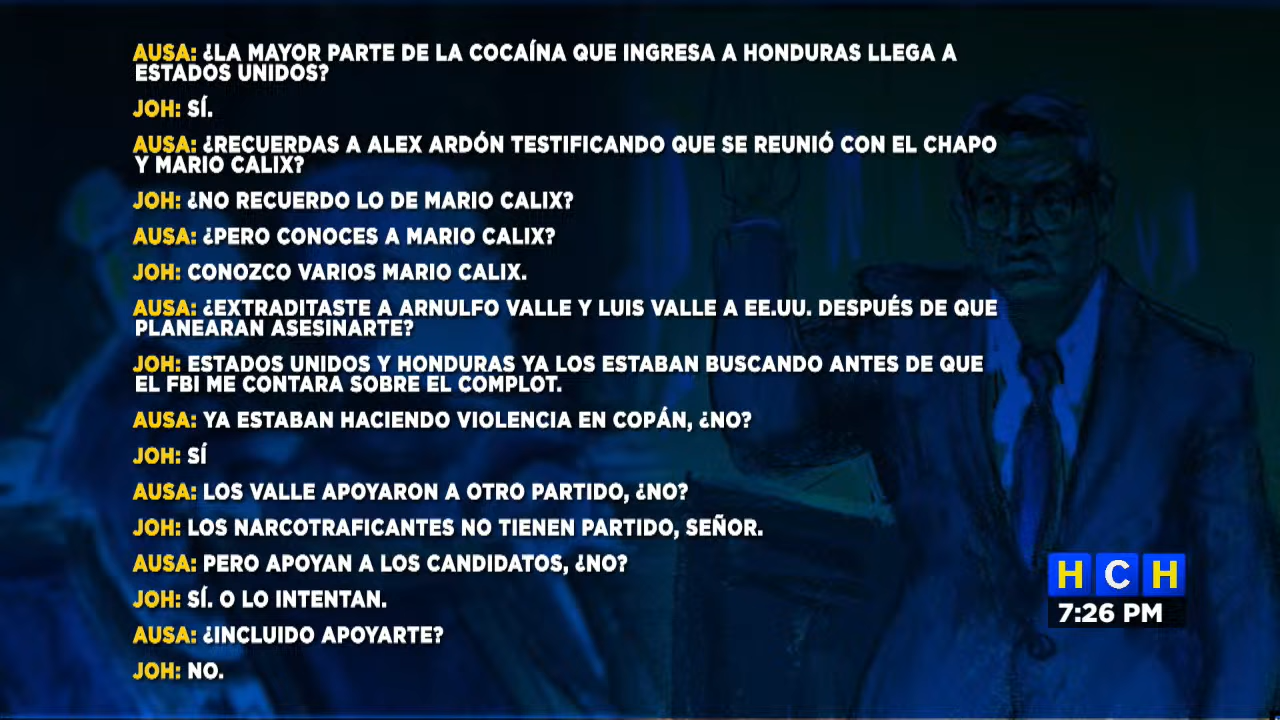 AUSA: ¿LA MAYOR PARTE DE LA COCAÍNA QUE INGRESA A HONDURAS LLEGA A
ESTADOS UNIDOS?
JOH: SÍ.
AUSA: ¿RECUERDAS A ALEX ARDÓN TESTIFICANDO QUE SE REUNIÓ CON EL CHAPO
Y MARIO CALIX?
JOH: ¿NO RECUERDO LO DE MARIO CALIX?
AUSA: ¿PERO CONOCES A MARIO CALIX?
JOH: CONOZCO VARIOS MARIO CALIX.
AUSA: ¿EXTRADITASTE A ARNULFO VALLE Y LUIS VALLE A EE.UU. DESPUÉS DE QUE
PLANEARAN ASESINARTE?
JOH: ESTADOS UNIDOS Y HONDURAS YA LOS ESTABAN BUSCANDO ANTES DE QUE
EL FBI ME CONTARA SOBRE EL COMPLOT.
AUSA: YA ESTABAN HACIENDO VIOLENCIA EN COPÁN, ¿NO?
JOH: SÍ
AUSA: LOS VALLE APOYARON A OTRO PARTIDO, ¿NO?
JOH: LOS NARCOTRAFICANTES NO TIENEN PARTIDO, SEÑOR.
AUSA: PERO APOYAN A LOS CANDIDATOS, ¿NO?
JOH: SÍ. O LO INTENTAN.
AUSA: ¿INCLUIDO APOYARTE?
JOH: NO.
HCH
7:26 PM